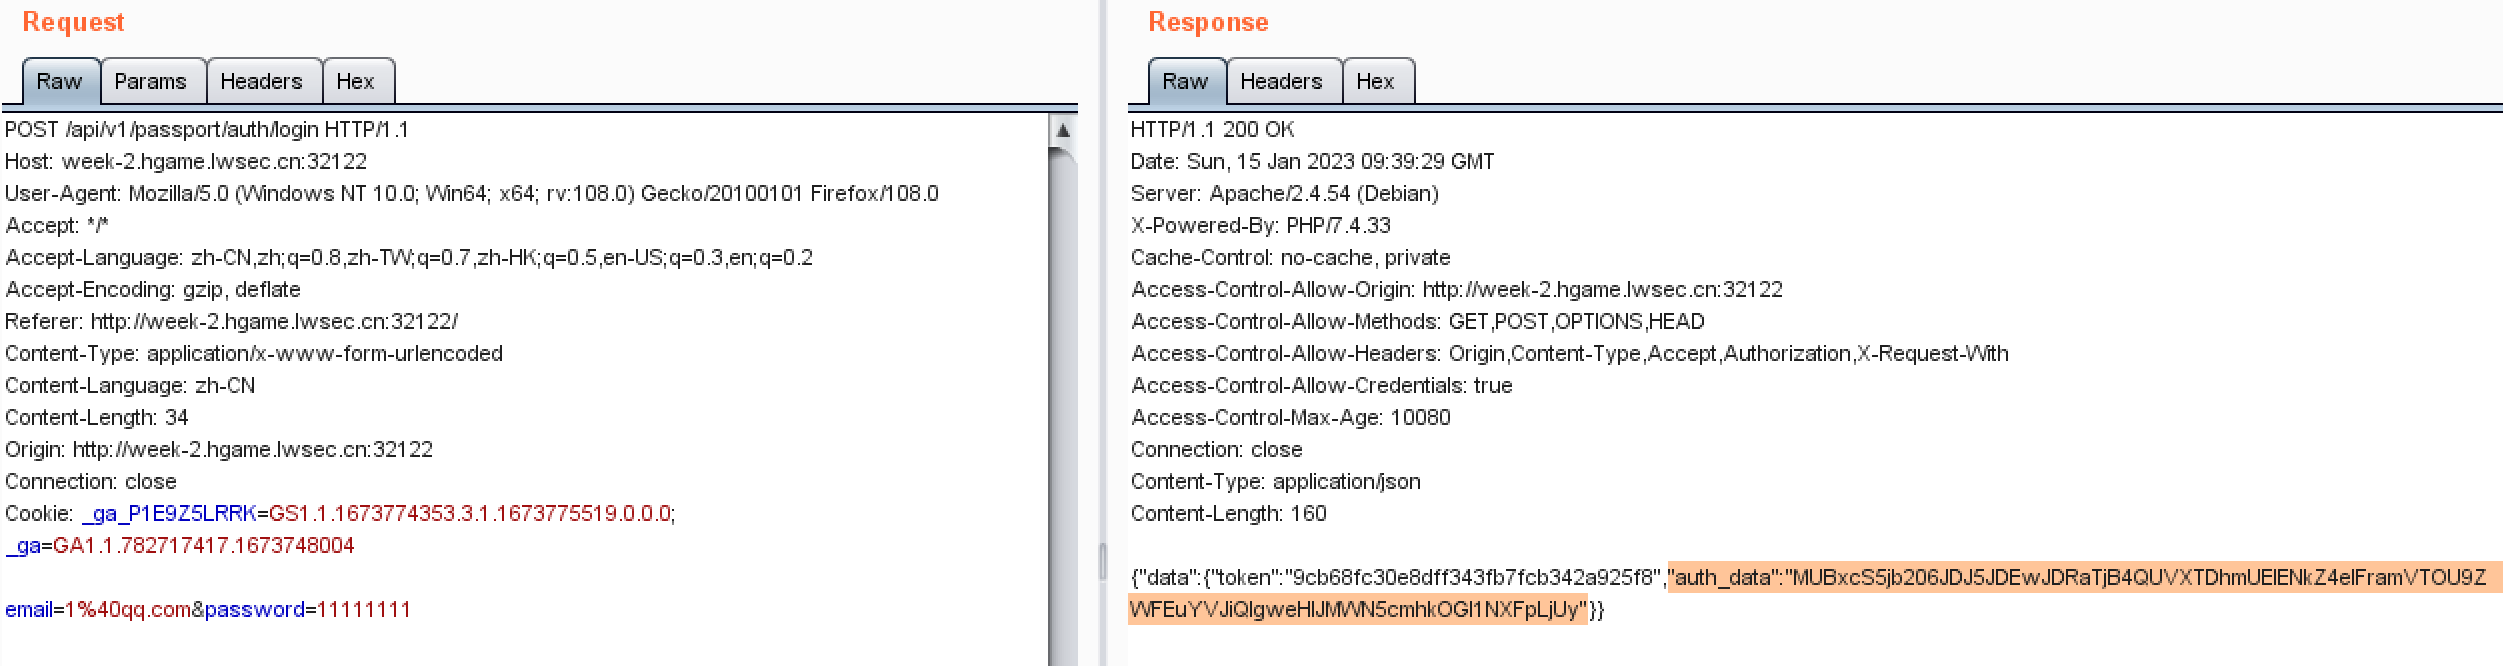 Request
Raw Params Headers Hex
POST /api/v1/passport/auth/login HTTP/1.1
Host: week-2.hgame.lwsec.cn:32122
User-Agent: Mozilla/5.0 (Windows NT 10.0; Win64; x64; rv:108.0) Gecko/20100101 Firefox/108.0
Accept: */*
Accept-Language: zh-CN,zh;q=0.8,zh-TW;q=0.7,zh-HK;q=0.5,en-US;q=0.3,en;q=0.2
Accept-Encoding: gzip, deflate
Referer: http://week-2.hgame.lwsec.cn:32122/
Content-Type: application/x-www-form-urlencoded
Content-Language: zh-CN
Content-Length: 34
Origin: http://week-2.hgame.lwsec.cn:32122
Connection: close
Cookie: _ga_P1E9Z5LRRK=GS1.1.1673774353.3.1.1673775519.0.0.0;
_ga=GA1.1.782717417.1673748004
email=1%40qq.com&password=11111111
Response
Raw Headers Hex
HTTP/1.1 200 OK
Date: Sun, 15 Jan 2023 09:39:29 GMT
Server: Apache/2.4.54 (Debian)
X-Powered-By: PHP/7.4.33
Cache-Control: no-cache, private
Access-Control-Allow-Origin: http://week-2.hgame.lwsec.cn:32122
Access-Control-Allow-Methods: GET,POST,OPTIONS,HEAD
Access-Control-Allow-Headers: Origin,Content-Type,Accept,Authorization,X-Request-With
Access-Control-Allow-Credentials: true
Access-Control-Max-Age: 10080
Connection: close
Content-Type: application/json
Content-Length: 160
{"data":{"token":"9cb68fc30e8dff343fb7fcb342a925f8","auth_data":"MUBxcS5jb206JDJ5JDEwJDRaTjB4QUVXTDhmUElENkZ4elFramVTOU9Z
WFEuYVJiQlgweHlJMWN5cmhkOGI1NXFpLjUy"}}